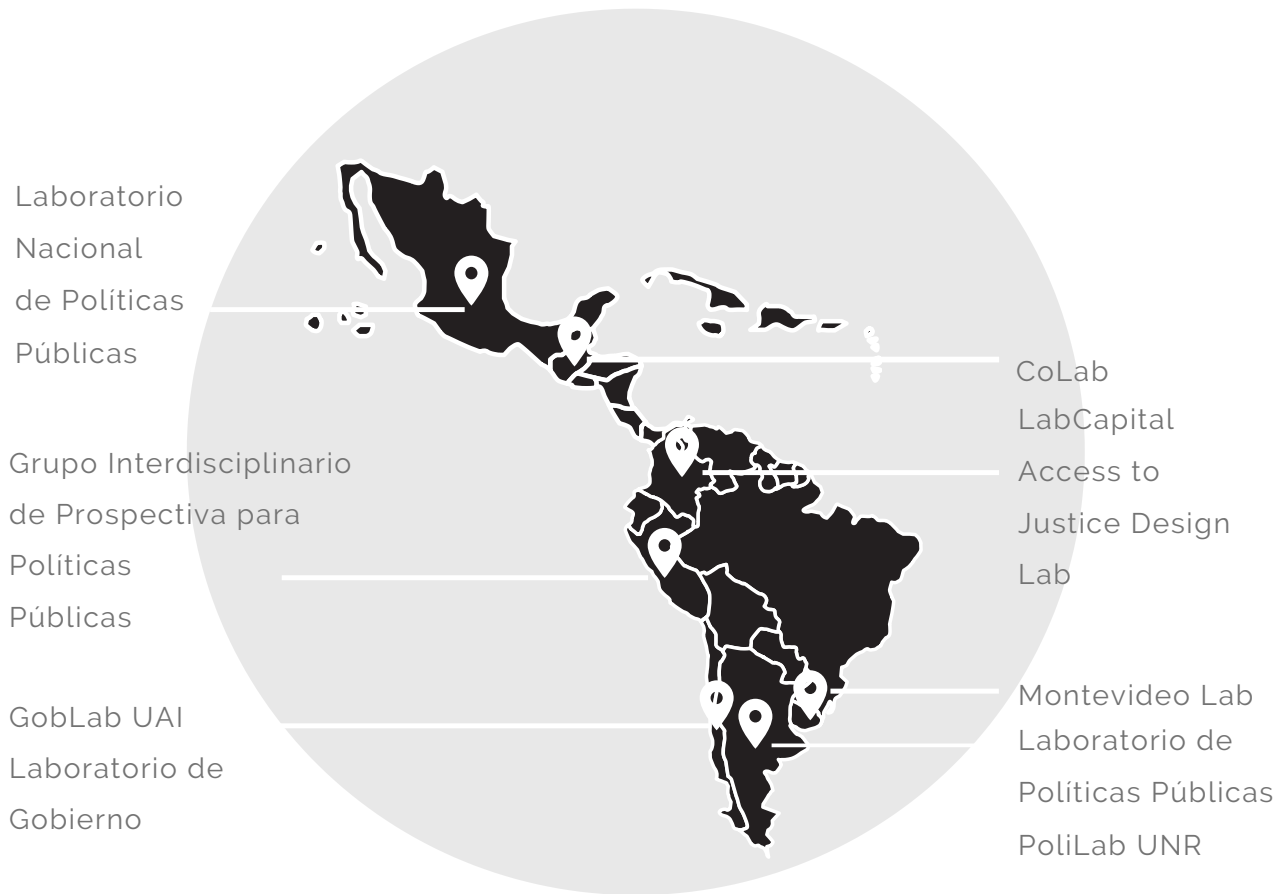 Laboratorio
Nacional
de Políticas
Públicas
Grupo Interdisciplinario
de Prospectiva para
Políticas
Públicas
GobLab UAI
Laboratorio de
Gobierno
CoLab
LabCapital
Access to
Justice Design
Lab
Montevideo Lab
Laboratorio de
Políticas Públicas
PoliLab UNR